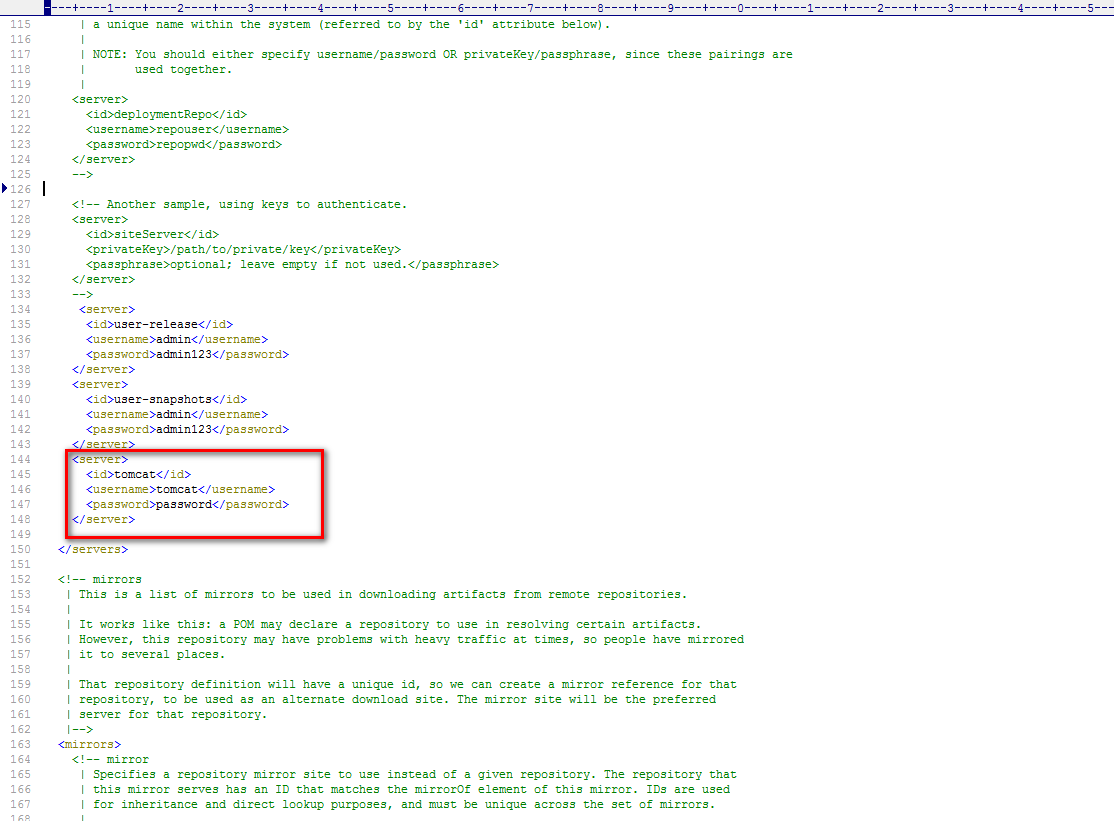 ----+----1----+----2----+----3----+----4----+----5----+----6----+----7----+----8----+----9----+----0----+----1----+----2----+----3----+----4----+----5---
115 | a unique name within the system (referred to by the 'id' attribute below).
116 |
117 | NOTE: You should either specify username/password OR privateKey/passphrase, since these pairings are
118 | used together.
119 |
120 <server>
121 <id>deploymentRepo</id>
122 <username>repouser</username>
123 <password>repopwd</password>
124 </server>
125 -->
126
127 <!-- Another sample, using keys to authenticate.
128 <server>
129 <id>siteServer</id>
130 <privateKey>/path/to/private/key</privateKey>
131 <passphrase>optional; leave empty if not used.</passphrase>
132 </server>
133 -->
134 <server>
135 <id>user-release</id>
136 <username>admin</username>
137 <password>admin123</password>
138 </server>
139 <server>
140 <id>user-snapshots</id>
141 <username>admin</username>
142 <password>admin123</password>
143 </server>
144 <server>
145 <id>tomcat</id>
146 <username>tomcat</username>
147 <password>password</password>
148 </server>
149
150 </servers>
151
152 <!-- mirrors
153 | This is a list of mirrors to be used in downloading artifacts from remote repositories.
154 |
155 | It works like this: a POM may declare a repository to use in resolving certain artifacts.
156 | However, this repository may have problems with heavy traffic at times, so people have mirrored
157 | it to several places.
158 |
159 | That repository definition will have a unique id, so we can create a mirror reference for that
160 | repository, to be used as an alternate download site. The mirror site will be the preferred
161 | server for that repository.
162 |-->
163 <mirrors>
164 <!-- mirror
165 | Specifies a repository mirror site to use instead of a given repository. The repository that
166 | this mirror serves has an ID that matches the mirrorOf element of this mirror. IDs are used
167 | for inheritance and direct lookup purposes, and must be unique across the set of mirrors.
168 |